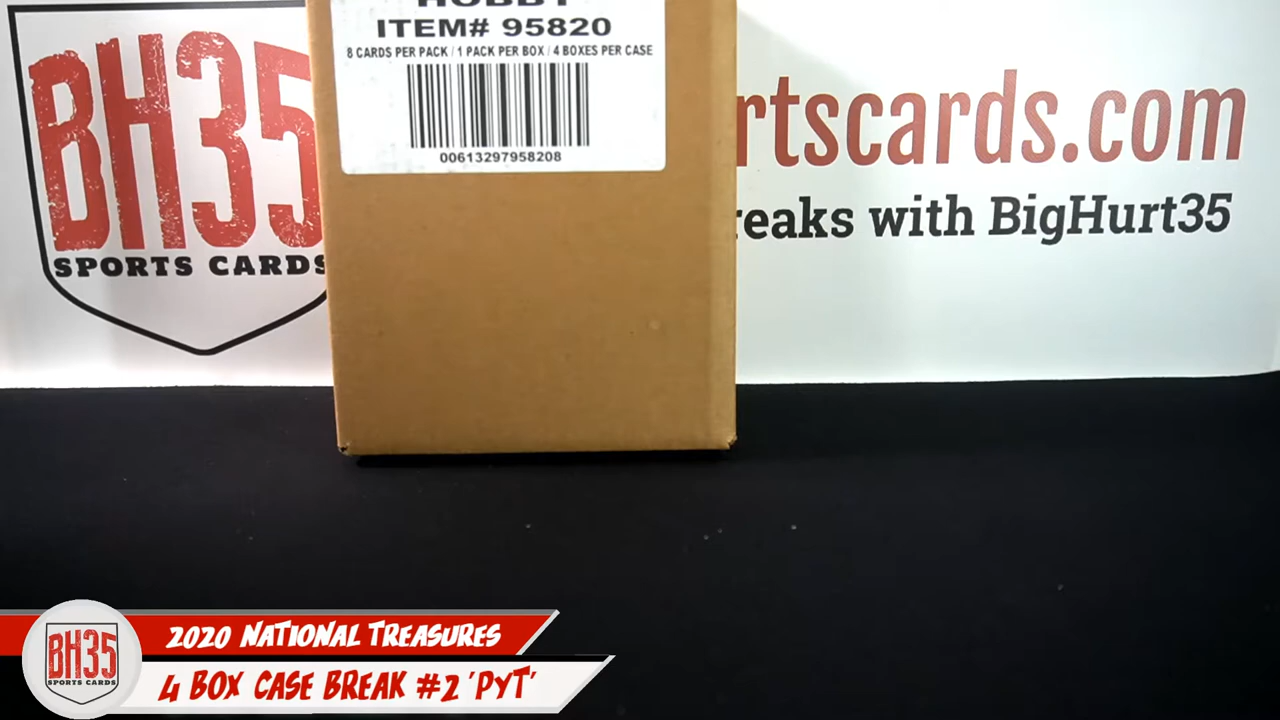 BH35
SPORTS CARDS
HOBBY
ITEM# 95820
8 CARDS PER PACK / 1 PACK PER BOX / 4 BOXES PER CASE
00613297958208
rtscards.com
reaks with BigHurt35
BH35
SPORTS CARDS
2020 NATIONAL TREASURES
4 BOX CASE BREAK #2 'PYT'